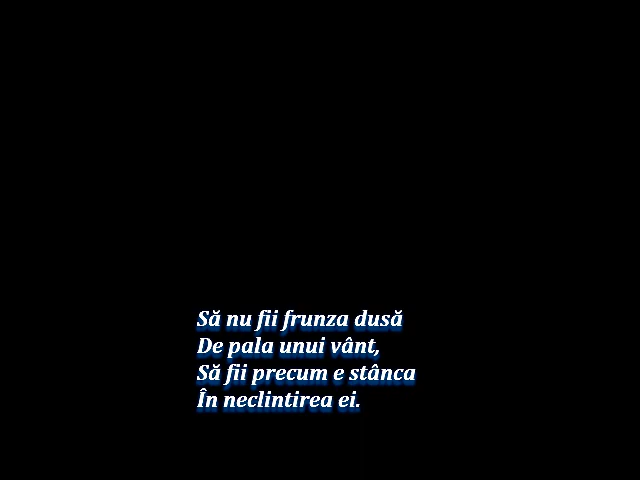 Să nu fii frunza dusă
De pala unui vânt,
Să fii precum e stânca
În neclintirea ei.